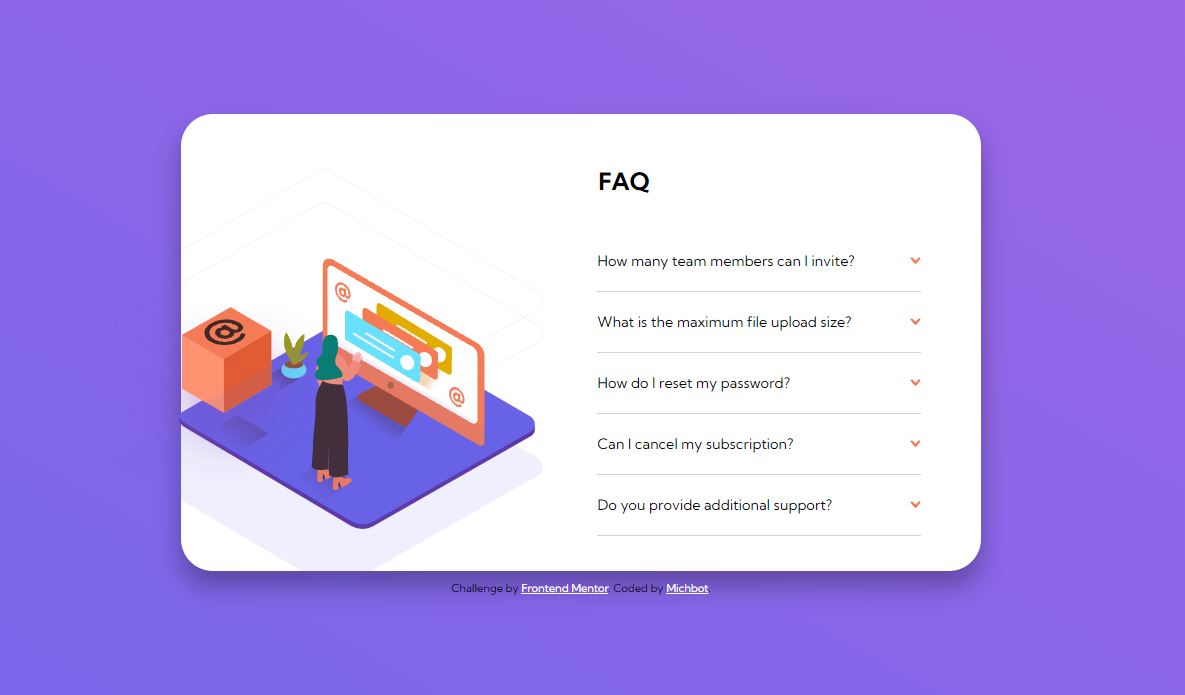 FAQ
How many team members can I invite?
What is the maximum file upload size?
How do I reset my password?
Can I cancel my subscription?
Do you provide additional support?
Challenge by Frontend Mentor. Coded by Michbot.
@
@
@